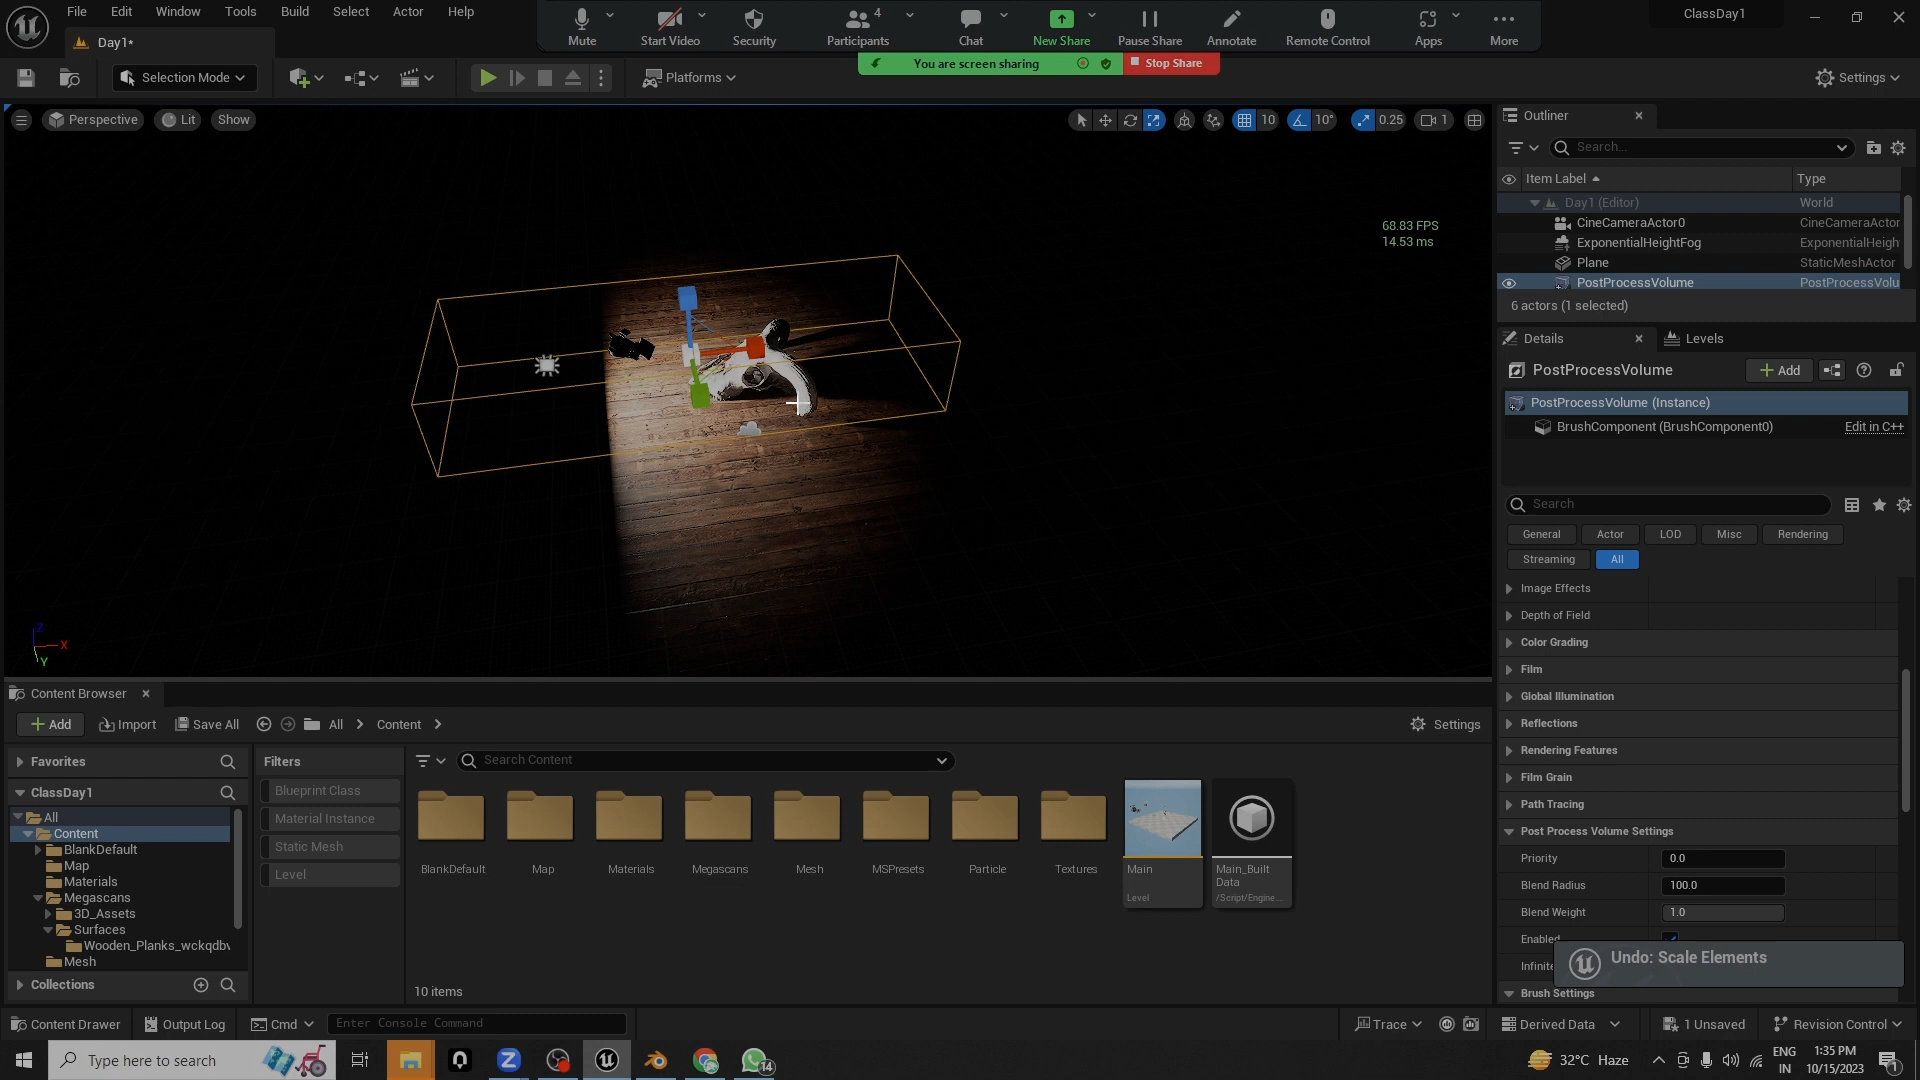 File Edit Window Tools Build Select Actor Help
Mute Start Video Security Participants 4 Chat New Share Pause Share Annotate Remote Control Apps More
ClassDay1
Day1*
You are screen sharing Stop Share
Selection Mode Platforms Settings
Perspective Lit Show
10 10° 0.25 1
68.83 FPS
14.53 ms
Z
X
Y
Outliner
Search...
Item Label Type
Day1 (Editor) World
CineCameraActor0 CineCameraActor
ExponentialHeightFog ExponentialHeigh
Plane StaticMeshActor
PostProcessVolume PostProcessVolu
6 actors (1 selected)
Details Levels
PostProcessVolume Add
PostProcessVolume (Instance)
BrushComponent (BrushComponent0) Edit in C++
Search
General Actor LOD Misc Rendering
Streaming All
Image Effects
Depth of Field
Color Grading
Film
Global Illumination
Reflections
Rendering Features
Film Grain
Path Tracing
Post Process Volume Settings
Priority 0.0
Blend Radius 100.0
Blend Weight 1.0
Enabled
Infinite
Undo: Scale Elements
Brush Settings
Content Browser
Add Import Save All All Content Settings
Favorites
ClassDay1
All
Content
BlankDefault
Map
Materials
Megascans
3D_Assets
Surfaces
Wooden_Planks_wckqdbv
Mesh
Collections
Filters
Blueprint Class
Material Instance
Static Mesh
Level
Search Content
BlankDefault Map Materials Megascans Mesh MSPresets Particle Textures
Main
Level
Main_Built
Data
/Script/Engine...
10 items
Content Drawer Output Log Cmd Enter Console Command Trace Derived Data 1 Unsaved Revision Control
Type here to search
14
32°C Haze
ENG
IN
1:35 PM
10/15/2023
1